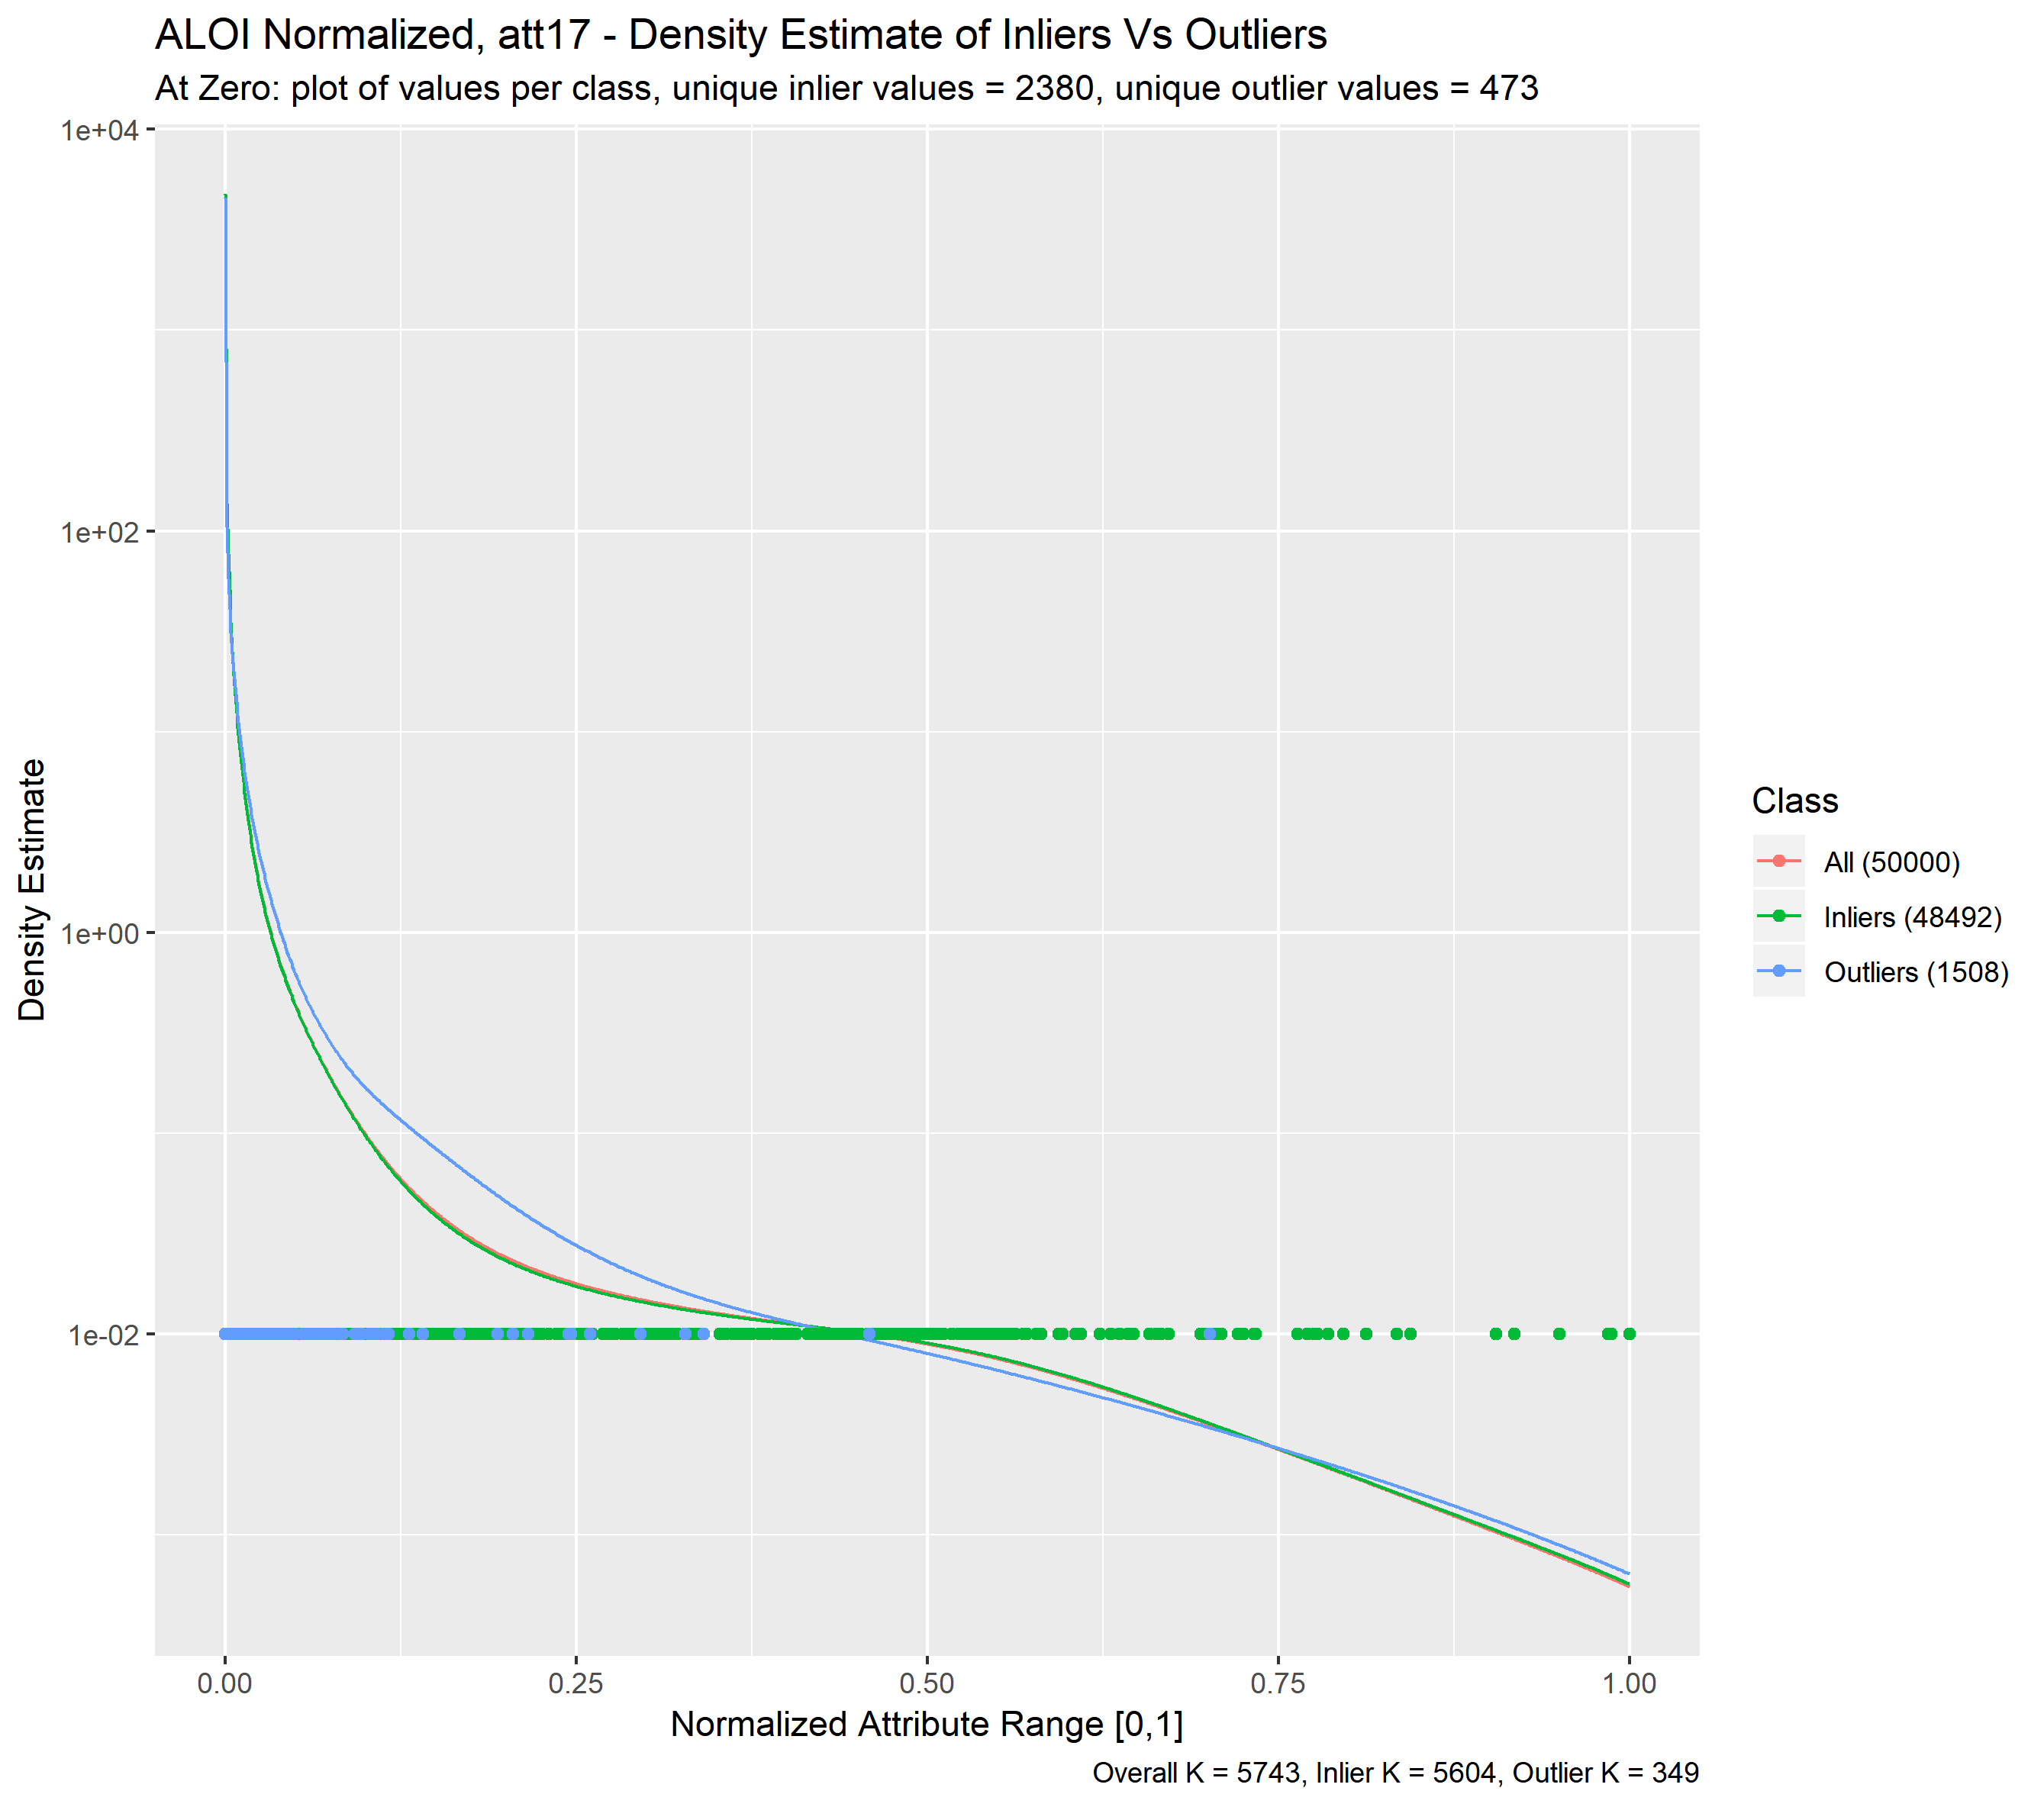 ALOI Normalized, att17 - Density Estimate of Inliers Vs Outliers
At Zero: plot of values per class, unique inlier values = 2380, unique outlier values = 473
1e+04
1e+02
1e+00
1e-02
Density Estimate
0.00
0.25
0.50
0.75
1.00
Normalized Attribute Range [0,1]
Overall K = 5743, Inlier K = 5604, Outlier K = 349
Class
All (50000)
Inliers (48492)
Outliers (1508)